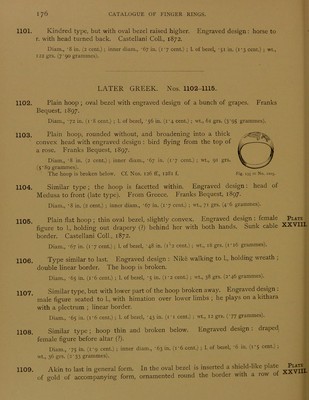 176 CATALOGUE OF FINGER RINGS.
1101. Kindred type, but with oval bezel raised higher. Engraved design: horse to
r. with head turned back. Castellani Coll., 1872.
Diam., ·8 in. (2 cent.); inner diam., ·67 in. (1·7 cent.); l. of bezel, ·51 in. (1·3 cent.); wt.,
122 grs. (7·90 grammes).
LATER GREEK. Nos. 1102-1115.
1102. Plain hoop; oval bezel with engraved design of a bunch of grapes. Franks
Bequest, 1897.
Diam., ·72 in. (1·8 cent.); l. of bezel, ·56 in. (1·4 cent.); wt., 61 grs. (3·95 grammes).
1103. Plain hoop, rounded without, and broadening into a thick
convex head with engraved design: bird flying from the top of
a rose. Franks Bequest, 1897.
Diam., ·8 in. (2 cent.); inner diam., ·67 in. (1·7 cent.); wt., 91 grs.
(5·89 grammes).
The hoop is broken below. Cf. Nos. 126 ff., 1261 f.
Fig. 133 = No. 1103.
1104. Similar type; the hoop is facetted within. Engraved design: head of
Medusa to front (late type). From Greece. Franks Bequest, 1897.
Diam., ·8 in. (2 cent.); inner diam., ·67 in. (1·7 cent.); wt., 71 grs. (4·6 grammes).
1105. Plain flat hoop; thin oval bezel, slightly convex. Engraved design: female PLATE
figure to l., holding out drapery (?) behind her with both hands. Sunk cable XXVIII.
border. Castellani Coll., 1872.
Diam., ·67 in. (1·7 cent.); l. of bezel, ·48 in. (1·2 cent.); wt., 18 grs. (1·16 grammes).
1106. Type similar to last. Engraved design: Nikè walking to l., holding wreath;
double linear border. The hoop is broken.
Diam., ·63 in. (1·6 cent.); l. of bezel, ·5 in. (1·2 cent.); wt., 38 grs. (2·46 grammes).
1107. Similar type, but with lower part of the hoop broken away. Engraved design:
male figure seated to l., with himation over lower limbs; he plays on a kithara
with a plectrum; linear border.
Diam., ·65 in. (1·6 cent.); l. of bezel, ·43 in. (1·1 cent.); wt., 12 grs. (·77 grammes).
1108. Similar type; hoop thin and broken below. Engraved design: draped
female figure before altar (?).
Diam., ·75 in. (1·9 cent.); inner diam., ·63 in. (1·6 cent.); l. of bezel, ·6 in. (1·5 cent.);
wt., 36 grs. (2·33 grammes).
1109. Akin to last in general form. In the oval bezel is inserted a shield-like plate PLATE
of gold of accompanying form, ornamented round the border with a row of XXVIII.